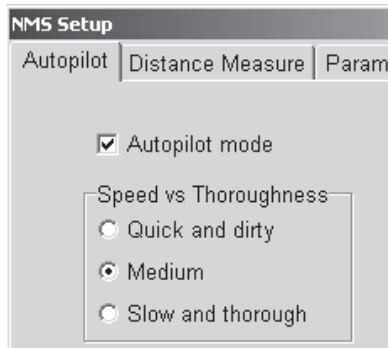 NMS Setup
Autopilot Distance Measure Param
Autopilot mode
Speed vs Thoroughness
Quick and dirty
Medium
Slow and thorough